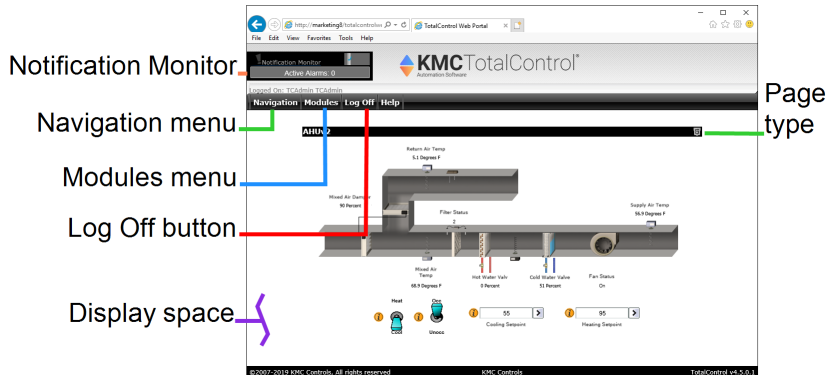 http://marketing8/totalcontrolwe
TotalControl Web Portal
File Edit View Favorites Tools Help
Notification Monitor
Notification Monitor
Active Alarms: 0
KMC TotalControl®
Automation Software
Logged On: TCAdmin TCAdmin
Navigation Modules Log Off Help
Page
type
Navigation menu
AHUv2
Modules menu
Return Air Temp
5.1 Degrees F
Mixed Air Damper
90 Percent
Filter Status
2
Supply Air Temp
56.9 Degrees F
Log Off button
Mixed Air
Temp
68.9 Degrees F
Hot Water Valv
0 Percent
Cold Water Valve
51 Percent
Fan Status
On
Display space
Heat
Cool
Occ
Unocc
55
Cooling Setpoint
95
Heating Setpoint
©2007-2019 KMC Controls, All rights reserved
KMC Controls
TotalControl v4.5.0.1